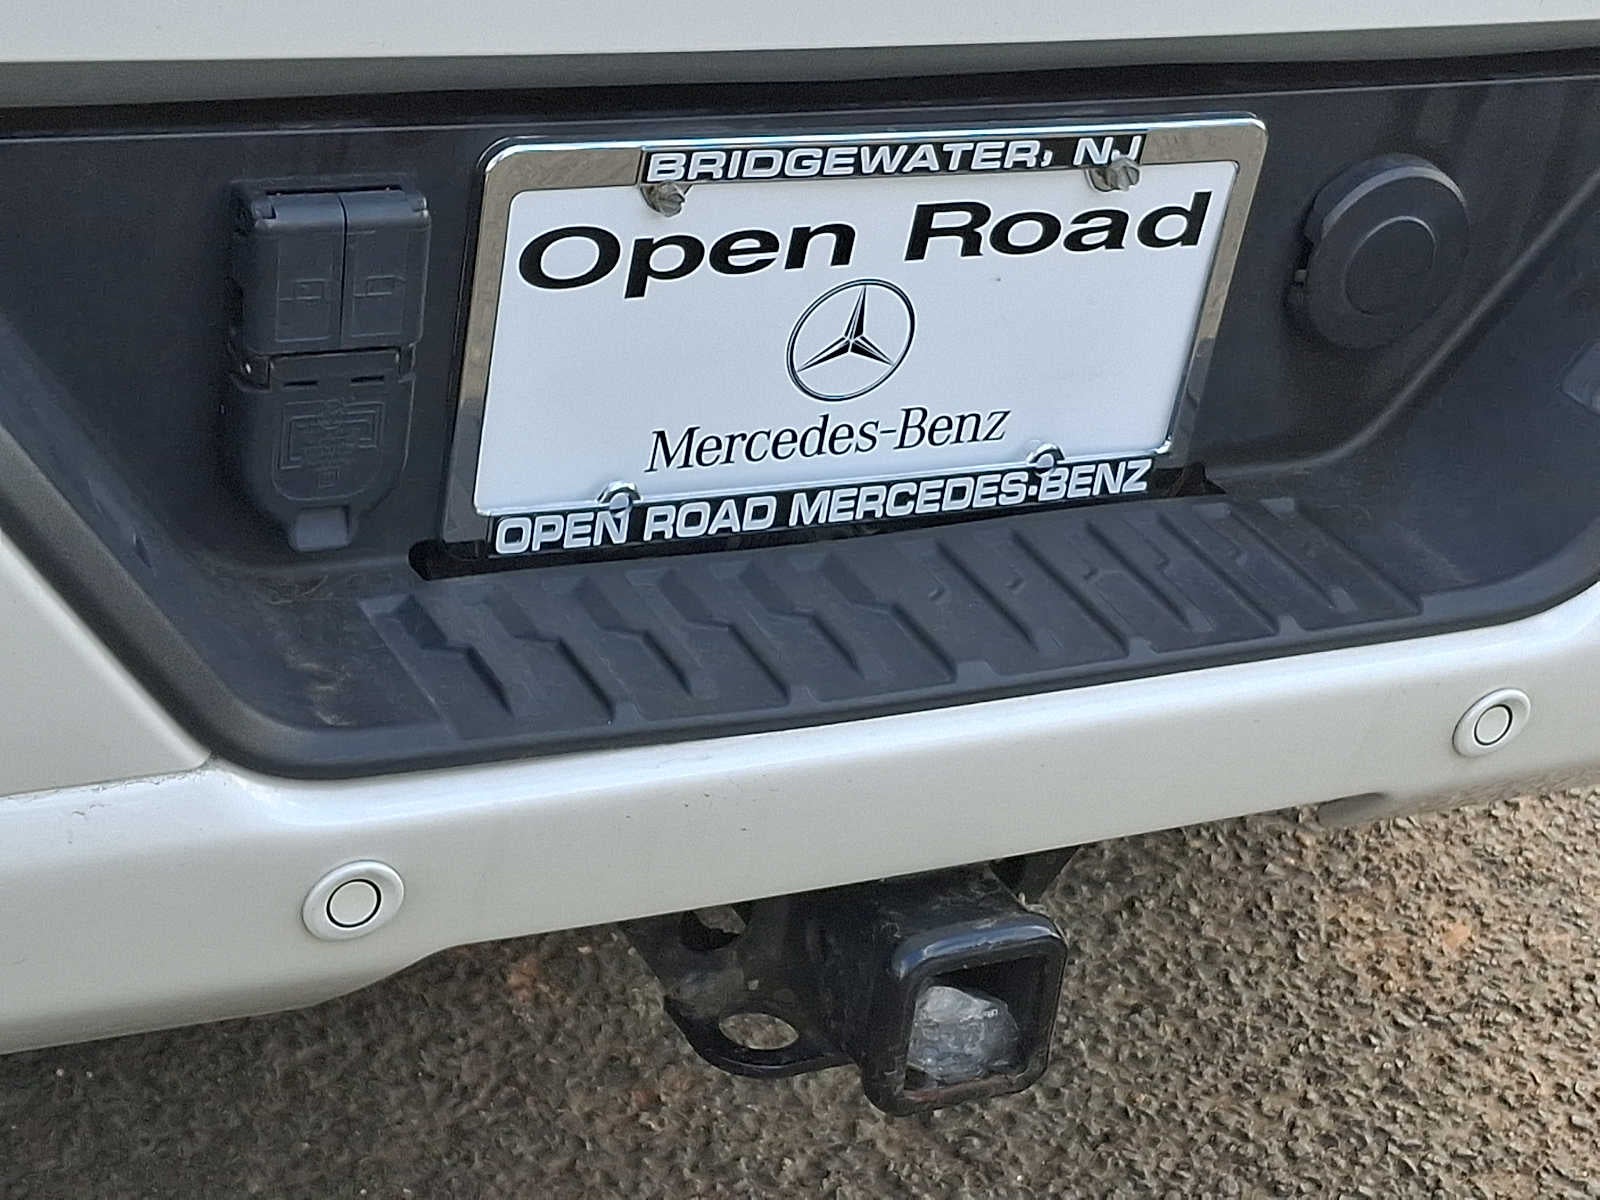 BRIDGEWATER, NJ
Open Road
Mercedes-Benz
OPEN ROAD MERCEDES-BENZ